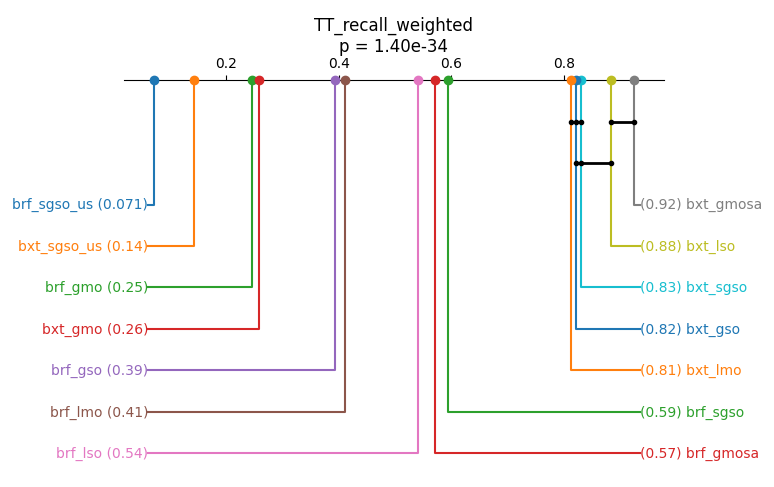 TT_recall_weighted
p = 1.40e-34
0.2 0.4 0.6 0.8
brf_sgso_us (0.071) (0.92) bxt_gmosa
bxt_sgso_us (0.14) (0.88) bxt_lso
brf_gmo (0.25) (0.83) bxt_sgso
bxt_gmo (0.26) (0.82) bxt_gso
brf_gso (0.39) (0.81) bxt_lmo
brf_lmo (0.41) (0.59) brf_sgso
brf_lso (0.54) (0.57) brf_gmosa